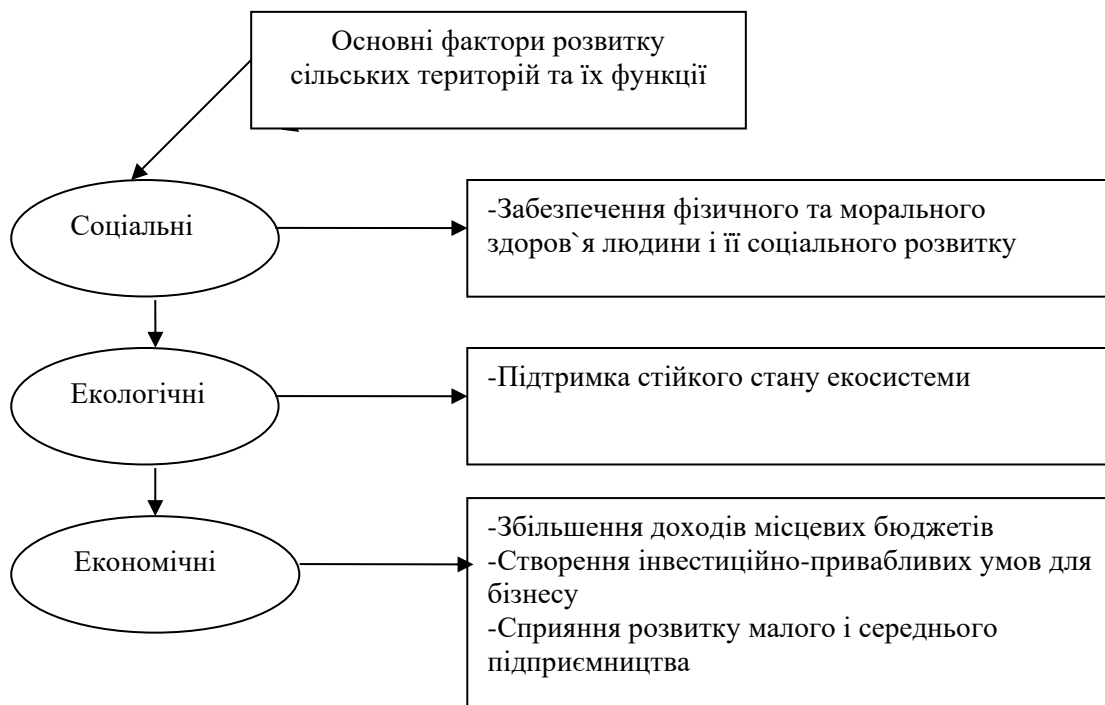 Основні фактори розвитку
сільських територій та їх функції
Соціальні
-Забезпечення фізичного та морального
здоров`я людини і її соціального розвитку
Екологічні
-Підтримка стійкого стану екосистеми
Економічні
-Збільшення доходів місцевих бюджетів
-Створення інвестиційно-привабливих умов для
бізнесу
-Сприяння розвитку малого і середнього
підприємництва